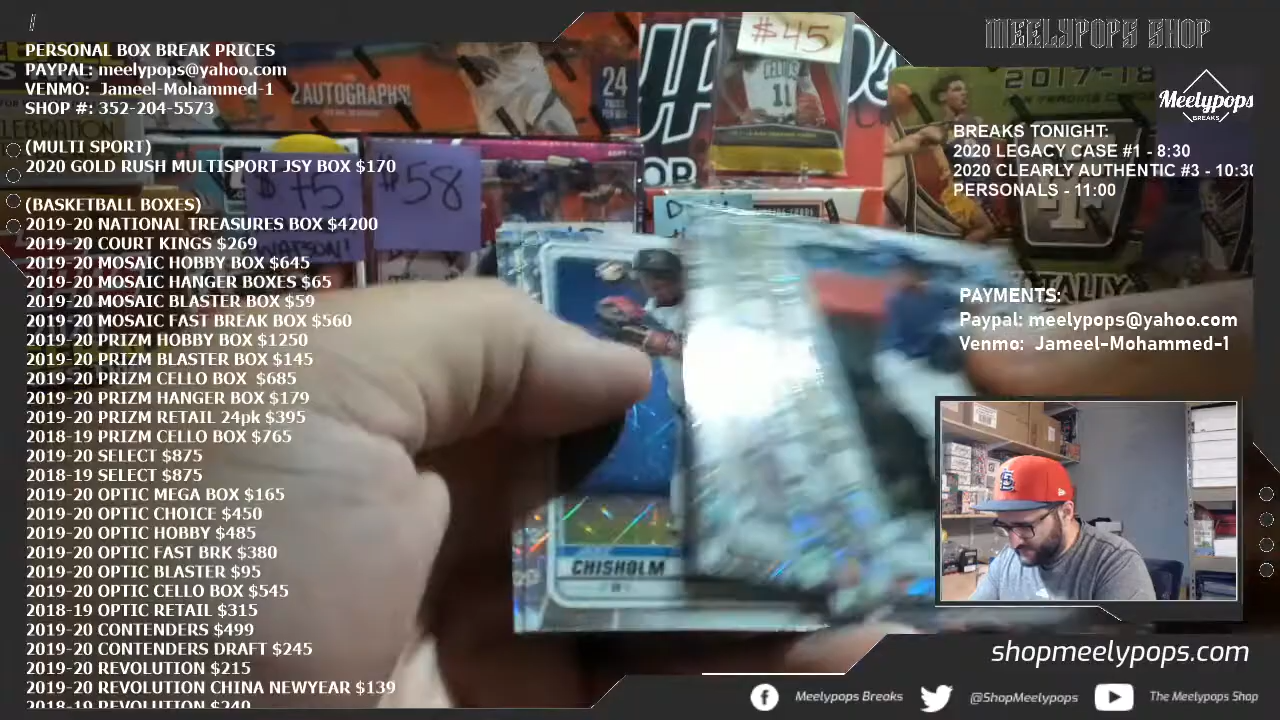 PERSONAL BOX BREAK PRICES
PAYPAL: meelypops@yahoo.com
VENMO:  Jameel-Mohammed-1
SHOP #: 352-204-5573
(MULTI SPORT)
2020 GOLD RUSH MULTISPORT JSY BOX $170
(BASKETBALL BOXES)
2019-20 NATIONAL TREASURES BOX $4200
2019-20 COURT KINGS $269
2019-20 MOSAIC HOBBY BOX $645
2019-20 MOSAIC HANGER BOXES $65
2019-20 MOSAIC BLASTER BOX $59
2019-20 MOSAIC FAST BREAK BOX $560
2019-20 PRIZM HOBBY BOX $1250
2019-20 PRIZM BLASTER BOX $145
2019-20 PRIZM CELLO BOX  $685
2019-20 PRIZM HANGER BOX $179
2019-20 PRIZM RETAIL 24pk $395
2018-19 PRIZM CELLO BOX $765
2019-20 SELECT $875
2018-19 SELECT $875
2019-20 OPTIC MEGA BOX $165
2019-20 OPTIC CHOICE $450
2019-20 OPTIC HOBBY $485
2019-20 OPTIC FAST BRK $380
2019-20 OPTIC BLASTER $95
2019-20 OPTIC CELLO BOX $545
2018-19 OPTIC RETAIL $315
2019-20 CONTENDERS $499
2019-20 CONTENDERS DRAFT $245
2019-20 REVOLUTION $215
2019-20 REVOLUTION CHINA NEWYEAR $139
2018-19 REVOLUTION $240
2 AUTOGRAPHS!
24
$75
$58
$45
CELTICS
11
CHISHOLM
MEELYPOPS SHOP
2017-18
Meelypops
BREAKS
BREAKS TONIGHT:
2020 LEGACY CASE #1 - 8:30
2020 CLEARLY AUTHENTIC #3 - 10:30
PERSONALS - 11:00
TOTALLY
PAYMENTS:
Paypal: meelypops@yahoo.com
Venmo:  Jameel-Mohammed-1
shopmeelypops.com
Meelypops Breaks
@ShopMeelypops
The Meelypops Shop